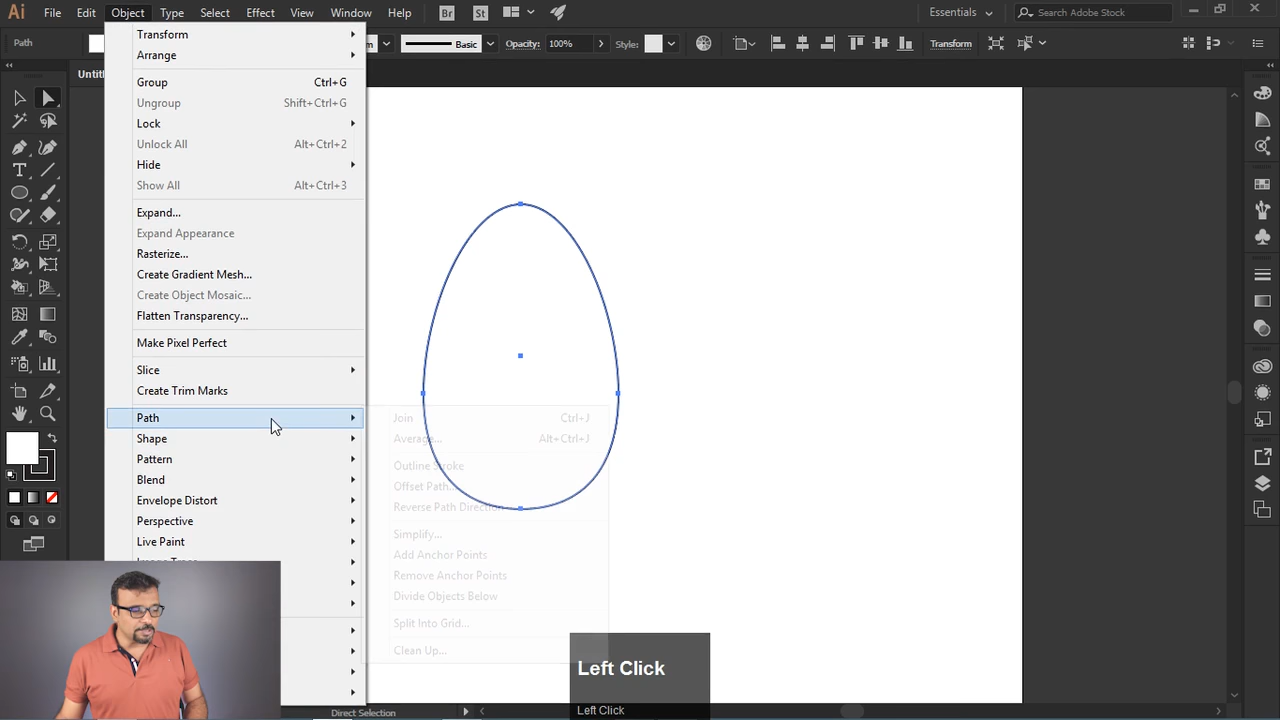 Ai File Edit Object Type Select Effect View Window Help Br St Essentials Search Adobe Stock
Path Basic Opacity: 100% Style: Transform
Transform
Arrange
Group Ctrl+G
Ungroup Shift+Ctrl+G
Lock
Unlock All Alt+Ctrl+2
Hide
Show All Alt+Ctrl+3
Expand...
Expand Appearance
Rasterize...
Create Gradient Mesh...
Create Object Mosaic...
Flatten Transparency...
Make Pixel Perfect
Slice
Create Trim Marks
Path
Shape
Pattern
Blend
Envelope Distort
Perspective
Live Paint
Join Ctrl+J
Average... Alt+Ctrl+J
Outline Stroke
Offset Path...
Reverse Path Direction
Simplify...
Add Anchor Points
Remove Anchor Points
Divide Objects Below
Split Into Grid...
Clean Up...
Left Click
Left Click
Direct Selection